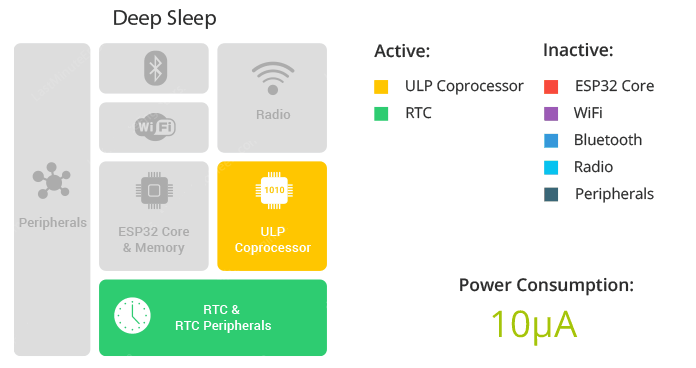 Deep Sleep
Peripherals
WiFi
Radio
ESP32 Core
& Memory
1010
ULP
Coprocessor
RTC &
RTC Peripherals
Active:
ULP Coprocessor
RTC
Inactive:
ESP32 Core
WiFi
Bluetooth
Radio
Peripherals
Power Consumption:
10μA